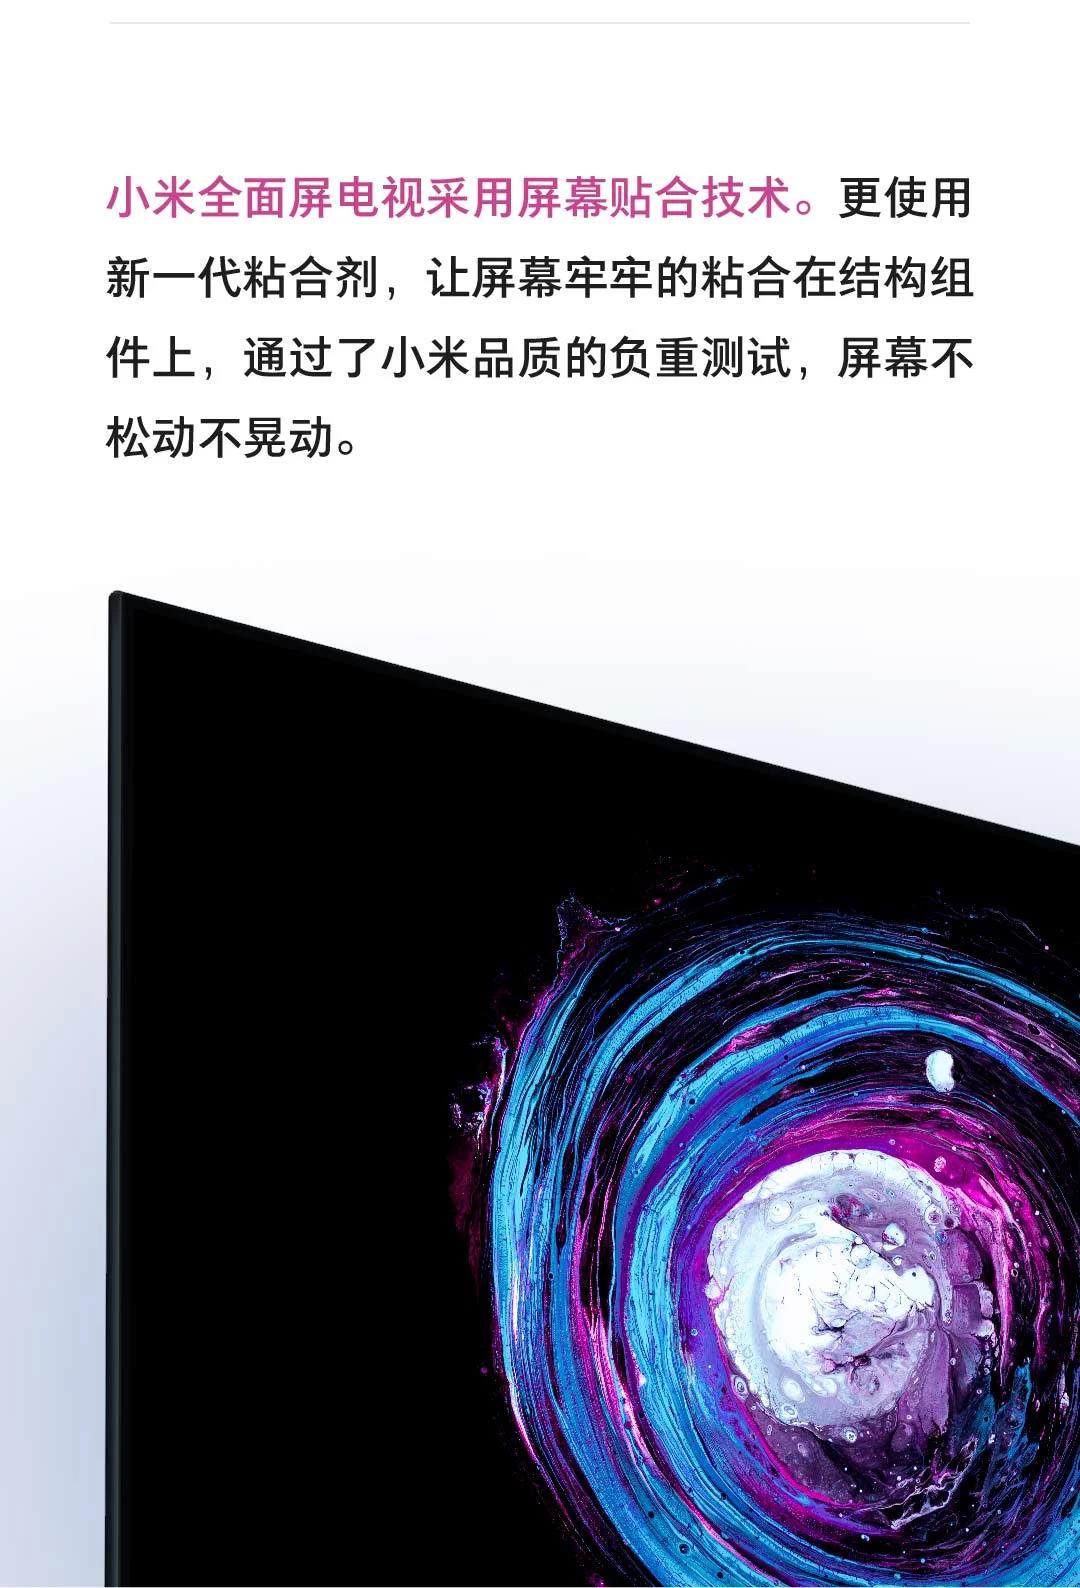 小米全面屏电视采用屏幕贴合技术。更使用
新一代粘合剂，让屏幕牢牢的粘合在结构组
件上，通过了小米品质的负重测试，屏幕不
松动不晃动。